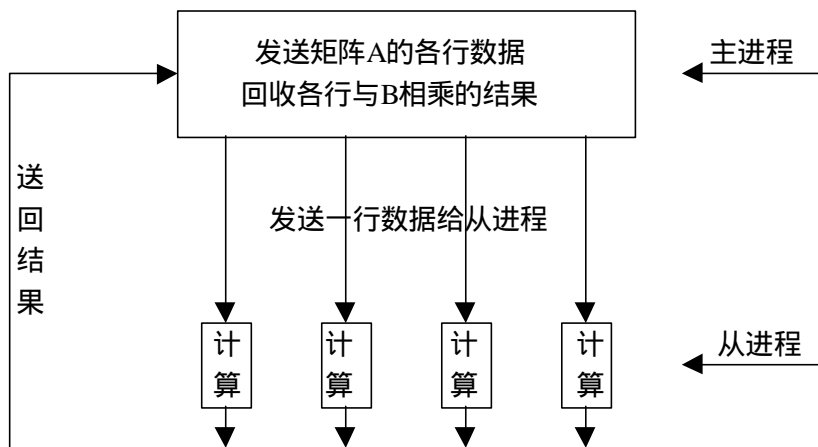 发送矩阵A的各行数据
回收各行与B相乘的结果
主进程
送
回
结
果
发送一行数据给从进程
计
算
计
算
计
算
计
算
从进程